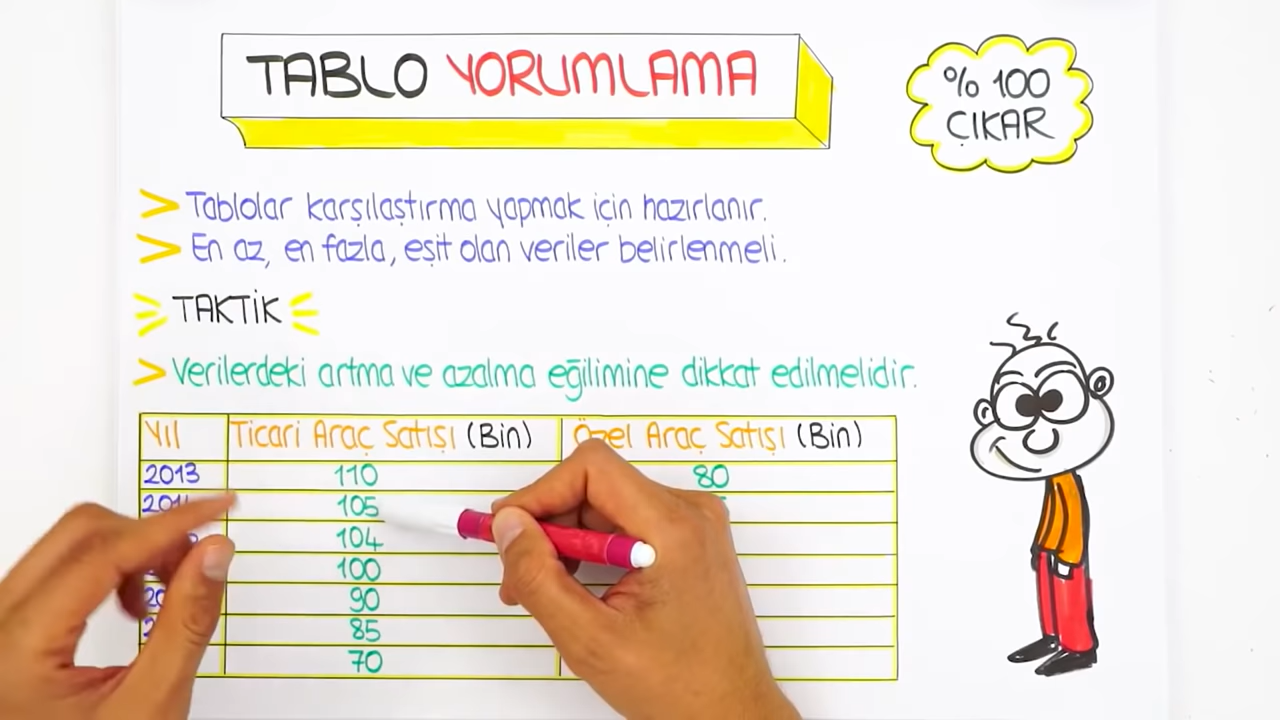 TABLO YORUMLAMA
% 100
ÇIKAR
> Tablolar karşılaştırma yapmak için hazırlanır.
> En az, en fazla, eşit olan veriler belirlenmeli.
TAKTİK
> Verilerdeki artma ve azalma eğilimine dikkat edilmelidir.
Yıl Ticari Araç Satışı (Bin) Özel Araç Satışı (Bin)
2013 110 80
105
104
100
90
85
70